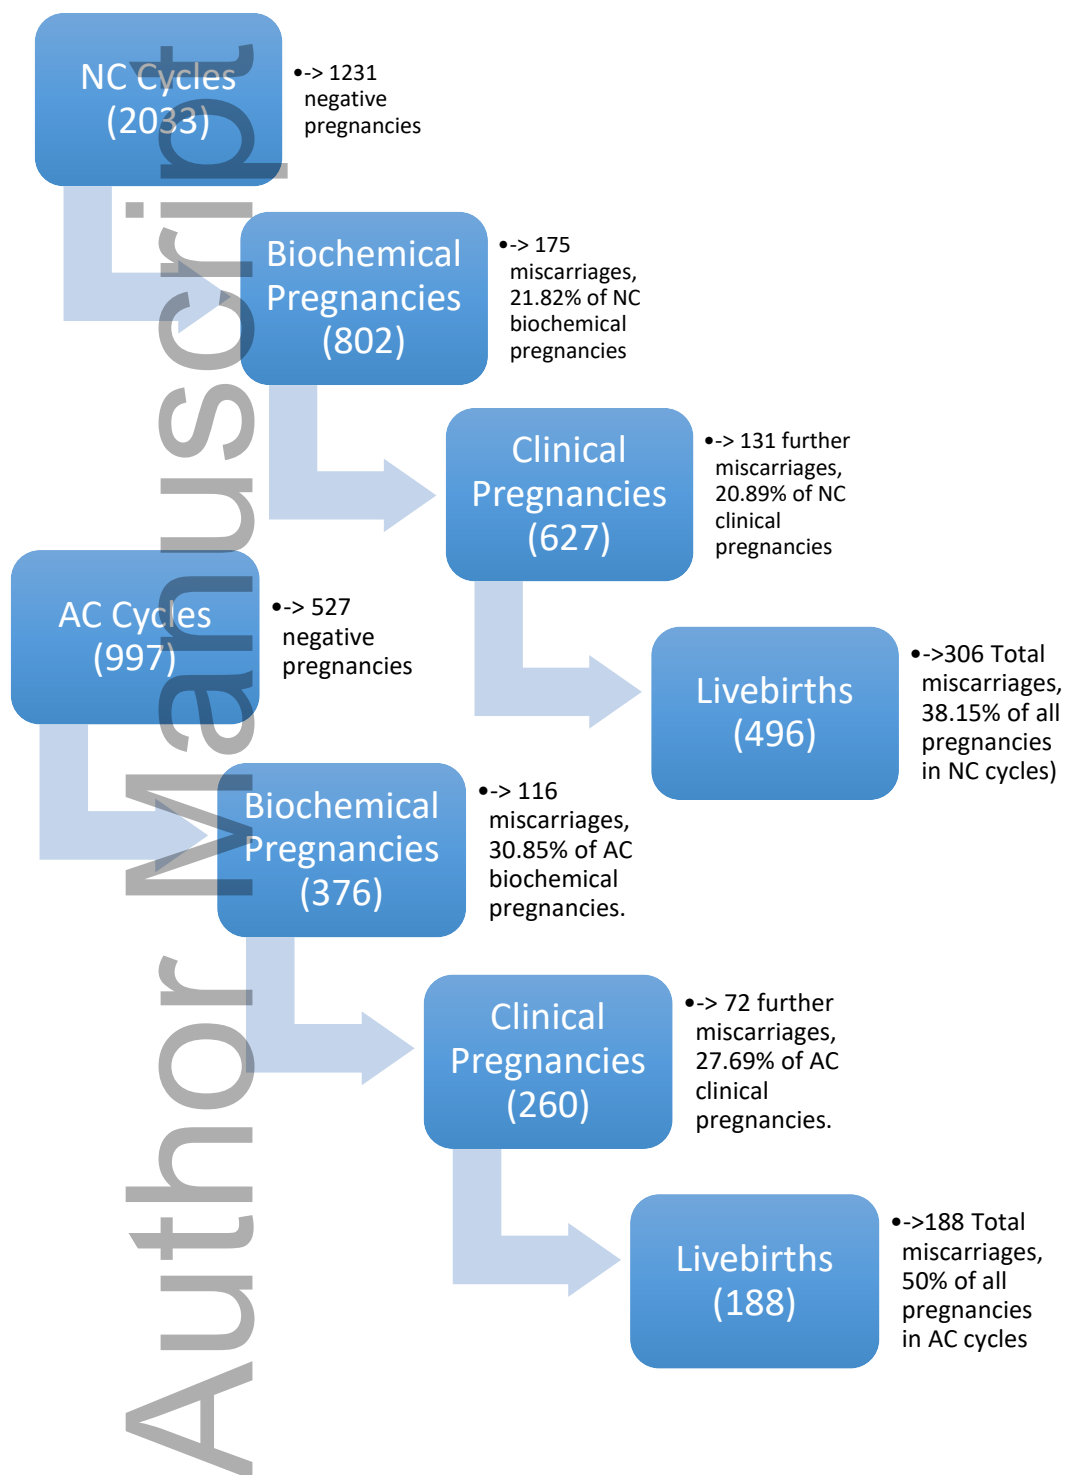 NC Cycles
(2033)
•-> 1231
negative
pregnancies
Biochemical
Pregnancies
(802)
•-> 175
miscarriages,
21.82% of NC
biochemical
pregnancies
Clinical
Pregnancies
(627)
•-> 131 further
miscarriages,
20.89% of NC
clinical
pregnancies
Livebirths
(496)
•->306 Total
miscarriages,
38.15% of all
pregnancies
in NC cycles)
AC Cycles
(997)
•-> 527
negative
pregnancies
Biochemical
Pregnancies
(376)
•-> 116
miscarriages,
30.85% of AC
biochemical
pregnancies.
Clinical
Pregnancies
(260)
•-> 72 further
miscarriages,
27.69% of AC
clinical
pregnancies.
Livebirths
(188)
•->188 Total
miscarriages,
50% of all
pregnancies
in AC cycles
Author Manuscript